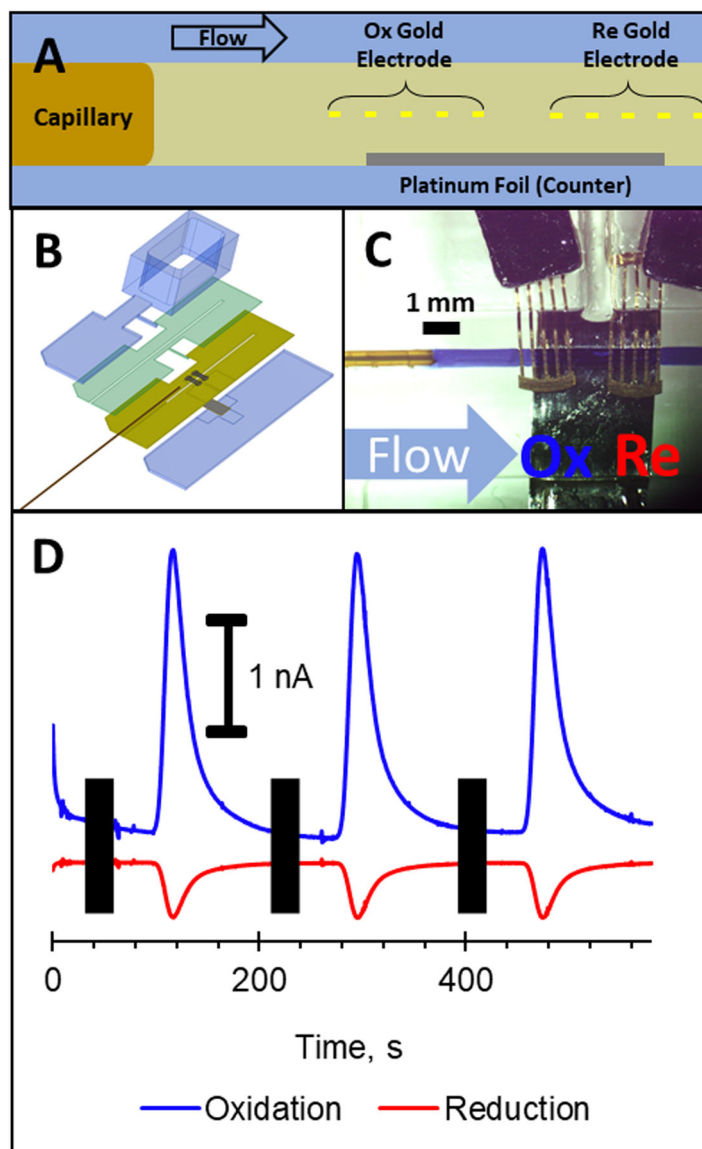 A
Flow
Ox Gold
Electrode
Re Gold
Electrode
Capillary
Platinum Foil (Counter)
B
C
1 mm
Flow
Ox Re
D
1 nA
0 200 400
Time, s
Oxidation Reduction